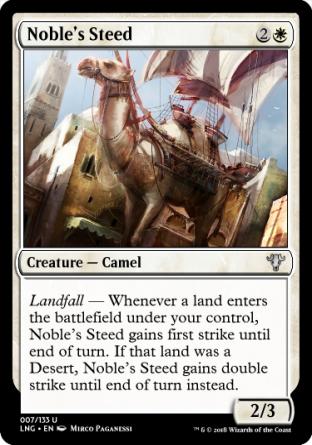 Noble's Steed 2
Creature — Camel
Landfall — Whenever a land enters
the battlefield under your control,
Noble's Steed gains first strike until
end of turn. If that land was a
Desert, Noble's Steed gains double
strike until end of turn instead.
2/3
007/133 U
LNG • EN Mirco Paganessi
™ & © 2018 Wizards of the Coast